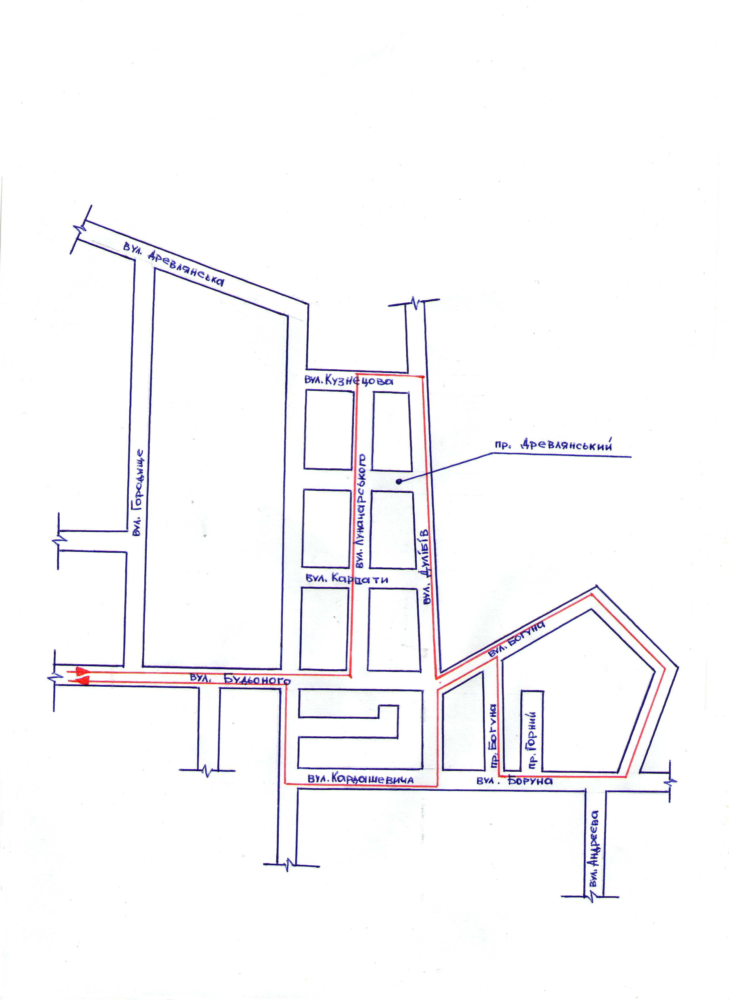 вул. Древлянська
вул. Кузнецова
пр. Древлянський
вул. Городище
вул. Луначарського
вул. Дулібів
вул. Карпати
вул. Богуна
вул. Будьоного
пр. Богуна
пр. Горний
вул. Кардашевича
вул. Боруна
вул. Андрєєва